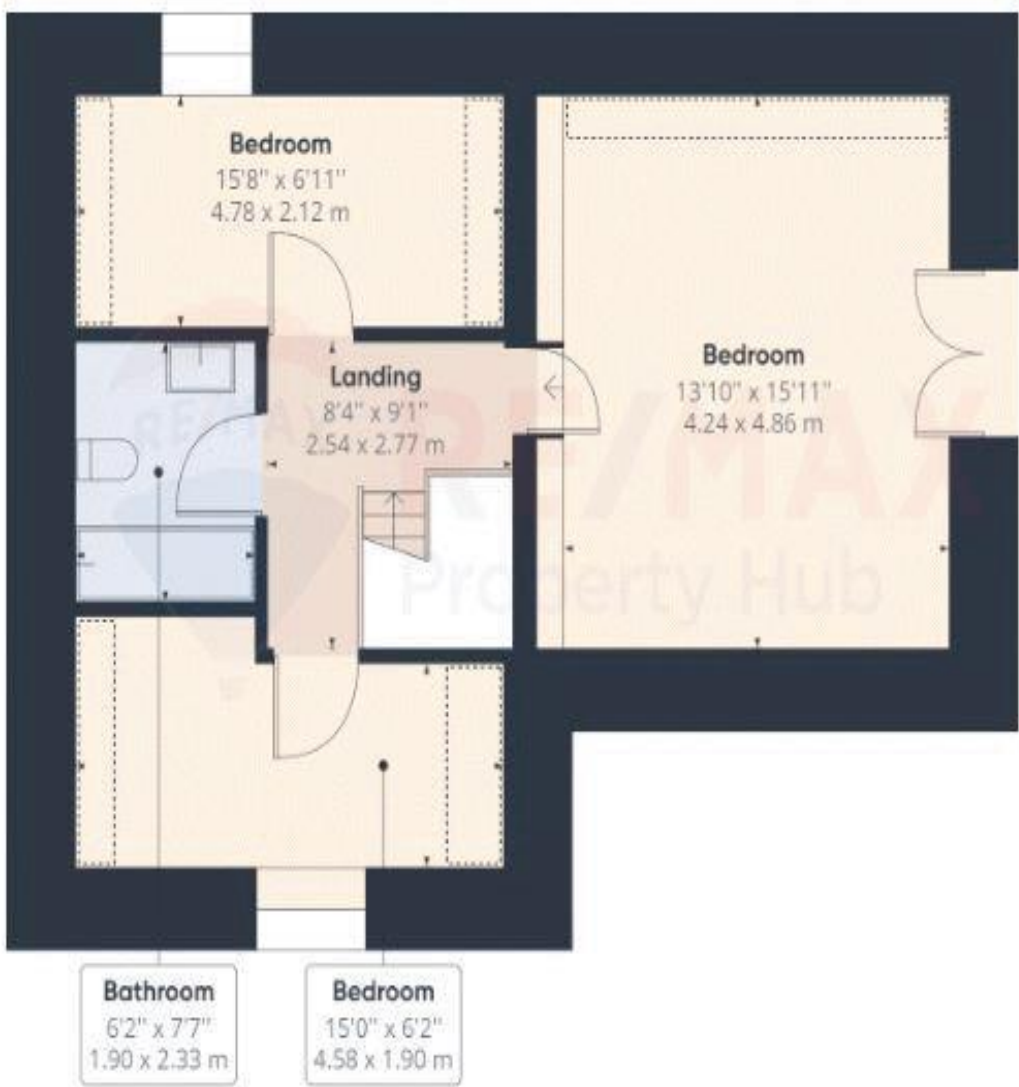 Bedroom
15'8" x 6'11"
4.78 x 2.12 m
Landing
8'4" x 9'1"
2.54 x 2.77 m
Bedroom
13'10" x 15'11"
4.24 x 4.86 m
RE/MAX
RE/MAX
Property Hub
Bathroom
6'2" x 7'7"
1.90 x 2.33 m
Bedroom
15'0" x 6'2"
4.58 x 1.90 m